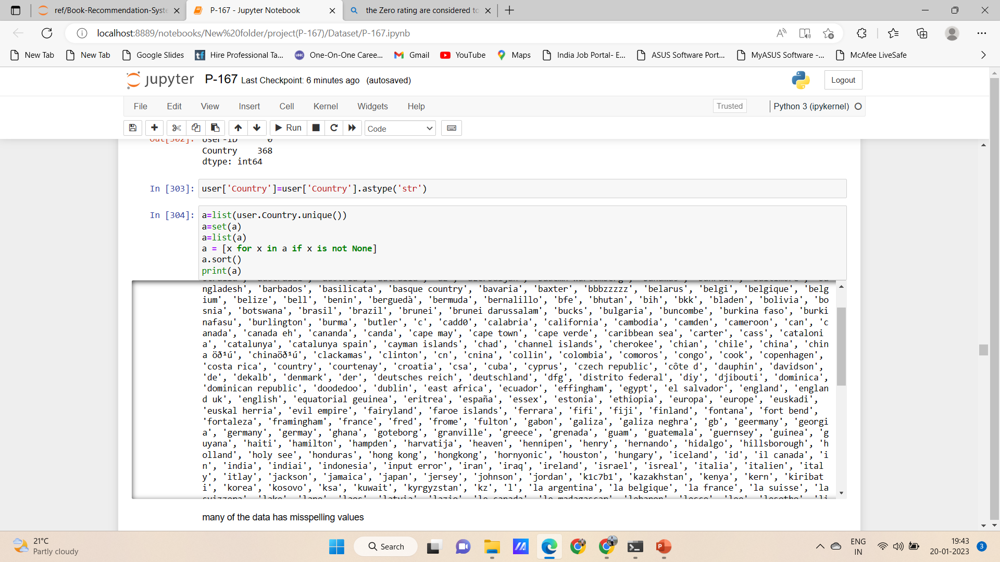 ref/Book-Recommendation-Syste
P-167 - Jupyter Notebook
the Zero rating are considered to
localhost:8889/notebooks/New%20folder/project(P-167)/Dataset/P-167.ipynb
New Tab
New Tab
Google Slides
tf Hire Professional Ta...
UHC One-On-One Caree...
Gmail
YouTube
Maps
India Job Portal- E...
ASUS Software Port...
MyASUS Software -...
McAfee LiveSafe
jupyter P-167 Last Checkpoint: 6 minutes ago (autosaved)
Logout
File Edit View Insert Cell Kernel Widgets Help
Trusted
Python 3 (ipykernel)
Run
Code
Out[302]: User-ID 0
Country 368
dtype: int64
In [303]: user['Country']=user['Country'].astype('str')
In [304]: a=list(user.Country.unique())
a=set(a)
a=list(a)
a = [x for x in a if x is not None]
a.sort()
print(a)
ngladesh', 'barbados', 'basilicata', 'basque country', 'bavaria', 'baxter', 'bbbzzzzz', 'belarus', 'belgi', 'belgique', 'belg
ium', 'belize', 'bell', 'benin', 'berguedà', 'bermuda', 'bernalillo', 'bfe', 'bhutan', 'bih', 'bkk', 'bladen', 'bolivia', 'bo
snia', 'botswana', 'brasil', 'brazil', 'brunei', 'brunei darussalam', 'bucks', 'bulgaria', 'buncombe', 'burkina faso', 'burki
nafasu', 'burlington', 'burma', 'butler', 'c', 'cadd0', 'calabria', 'california', 'cambodia', 'camden', 'cameroon', 'can', 'c
anada', 'canada eh', 'cananda', 'canda', 'cape may', 'cape town', 'cape verde', 'caribbean sea', 'carter', 'cass', 'cataloni
a', 'catalunya', 'catalunya spain', 'cayman islands', 'chad', 'channel islands', 'cherokee', 'chian', 'chile', 'china', 'chin
a öð¹ú', 'chinaöð¹ú', 'clackamas', 'clinton', 'cn', 'cnina', 'collin', 'colombia', 'comoros', 'congo', 'cook', 'copenhagen',
'costa rica', 'country', 'courtenay', 'croatia', 'csa', 'cuba', 'cyprus', 'czech republic', 'côte d', 'dauphin', 'davidson',
'de', 'dekalb', 'denmark', 'der', 'deutsches reich', 'deutschland', 'dfg', 'distrito federal', 'diy', 'djibouti', 'dominica',
'dominican republic', 'doodedoo', 'dublin', 'east africa', 'ecuador', 'effingham', 'egypt', 'el salvador', 'england', 'englan
d uk', 'english', 'equatorial geuinea', 'eritrea', 'españa', 'essex', 'estonia', 'ethiopia', 'europa', 'europe', 'euskadi',
'euskal herria', 'evil empire', 'fairyland', 'faroe islands', 'ferrara', 'fifi', 'fiji', 'finland', 'fontana', 'fort bend',
'fortaleza', 'framingham', 'france', 'fred', 'frome', 'fulton', 'gabon', 'galiza', 'galiza neghra', 'gb', 'geermany', 'georgi
a', 'germany', 'germay', 'ghana', 'goteborg', 'granville', 'greece', 'grenada', 'guam', 'guatemala', 'guernsey', 'guinea', 'g
uyana', 'haiti', 'hamilton', 'hampden', 'harvatija', 'heaven', 'hennipen', 'henry', 'hernando', 'hidalgo', 'hillsborough', 'h
olland', 'holy see', 'honduras', 'hong kong', 'hongkong', 'hornyonic', 'houston', 'hungary', 'iceland', 'id', 'il canada', 'i
n', 'india', 'indiai', 'indonesia', 'input error', 'iran', 'iraq', 'ireland', 'israel', 'isreal', 'italia', 'italien', 'ital
y', 'itlay', 'jackson', 'jamaica', 'japan', 'jersey', 'johnson', 'jordan', 'k1c7b1', 'kazakhstan', 'kenya', 'kern', 'kiribat
i', 'korea', 'kosovo', 'ksa', 'kuwait', 'kyrgyzstan', 'kz', 'l', 'la argentina', 'la belgique', 'la france', 'la suisse', 'la
many of the data has misspelling values
21°C
Partly cloudy
Search
ENG
IN
19:43
20-01-2023
3